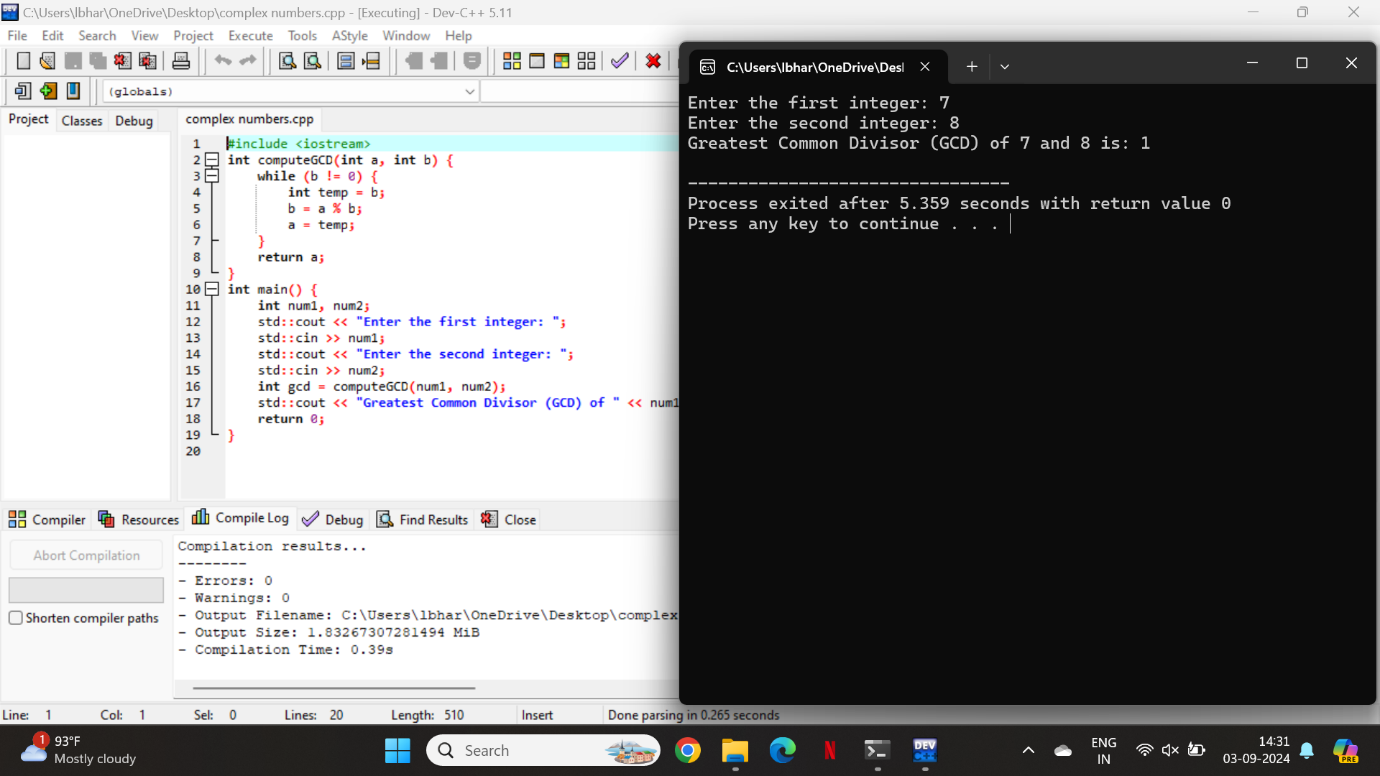 C:\Users\lbhar\OneDrive\Desktop\complex numbers.cpp - [Executing] - Dev-C++ 5.11
File Edit Search View Project Execute Tools AStyle Window Help
(globals)
Project Classes Debug
complex numbers.cpp
1 #include <iostream>
2 int computeGCD(int a, int b) {
3 while (b != 0) {
4 int temp = b;
5 b = a % b;
6 a = temp;
7 }
8 return a;
9 }
10 int main() {
11 int num1, num2;
12 std::cout << "Enter the first integer: ";
13 std::cin >> num1;
14 std::cout << "Enter the second integer: ";
15 std::cin >> num2;
16 int gcd = computeGCD(num1, num2);
17 std::cout << "Greatest Common Divisor (GCD) of " << num1
18 return 0;
19 }
20
C:\Users\lbhar\OneDrive\Des
Enter the first integer: 7
Enter the second integer: 8
Greatest Common Divisor (GCD) of 7 and 8 is: 1
--------------------------------
Process exited after 5.359 seconds with return value 0
Press any key to continue . . .
Compiler Resources Compile Log Debug Find Results Close
Abort Compilation
Shorten compiler paths
Compilation results...
--------
- Errors: 0
- Warnings: 0
- Output Filename: C:\Users\lbhar\OneDrive\Desktop\complex
- Output Size: 1.83267307281494 MiB
- Compilation Time: 0.39s
Line: 1 Col: 1 Sel: 0 Lines: 20 Length: 510 Insert Done parsing in 0.265 seconds
1
93°F
Mostly cloudy
Search
DEV
ENG
IN
14:31
03-09-2024
PRE